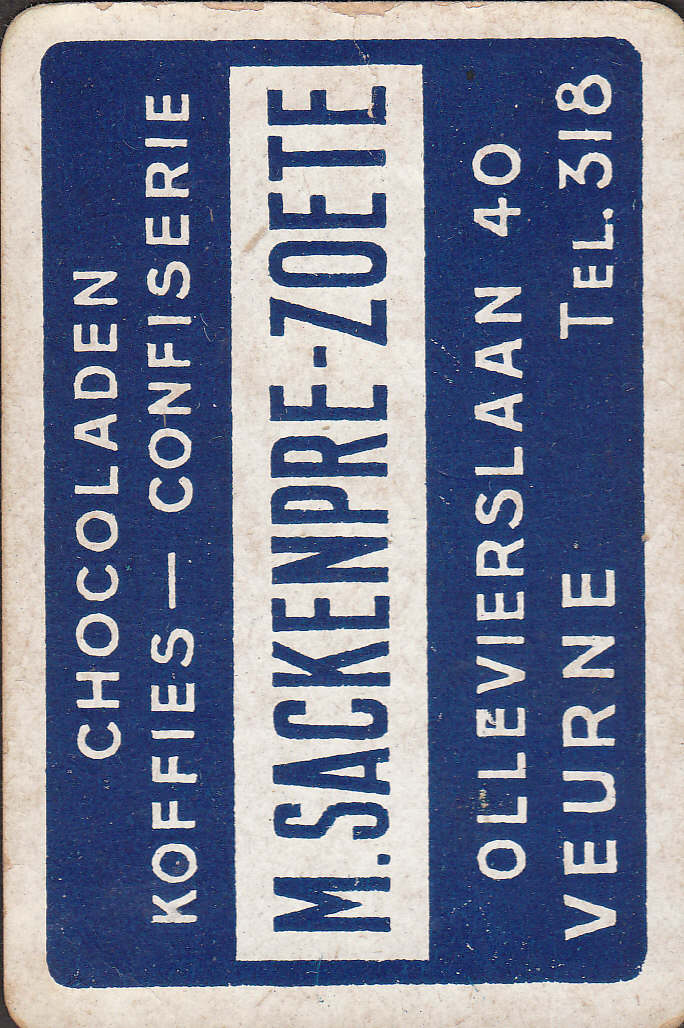 CHOCOLADEN
KOFFIES — CONFISERIE
M. SACKENPRE-ZOETE
OLLEVIERSLAAN 40
VEURNE TEL. 318